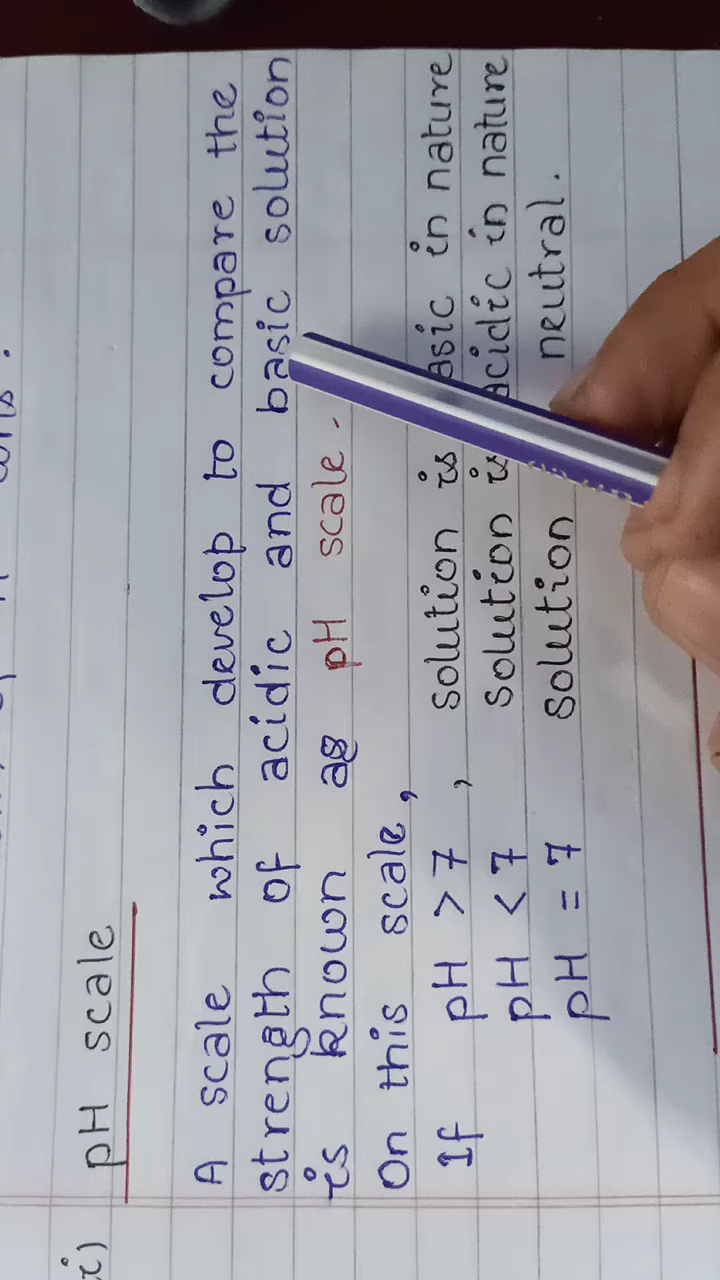 i) pH scale
A scale which develop to compare the
strength of acidic and basic solution
is known as pH scale.
On this scale,
If pH > 7, solution is basic in nature
pH < 7 solution is acidic in nature
pH = 7 solution neutral.